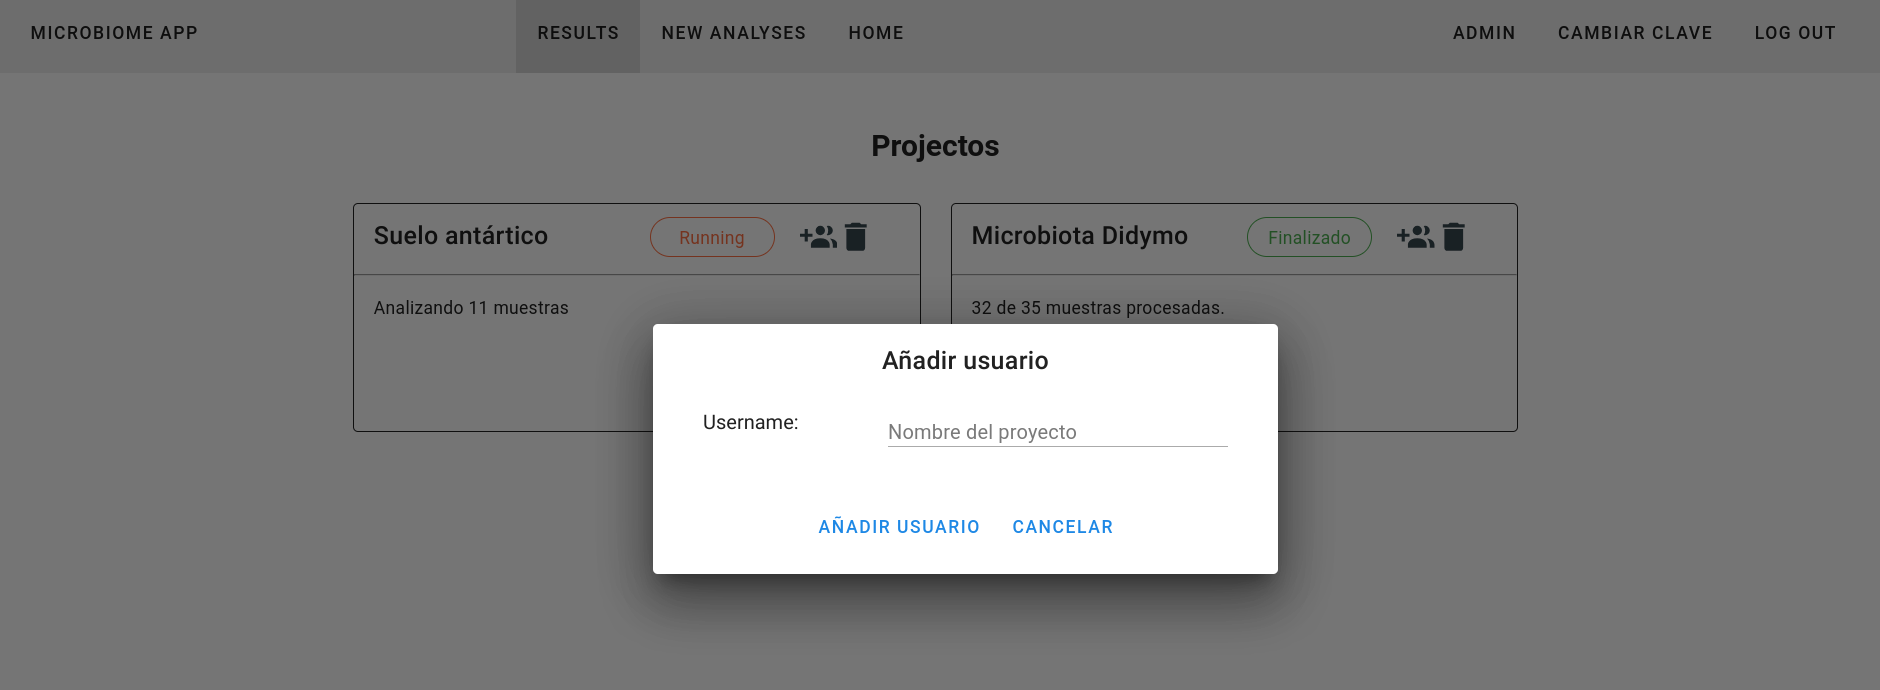 MICROBIOME APP
RESULTS
NEW ANALYSES
HOME
ADMIN
CAMBIAR CLAVE
LOG OUT
Projectos
Suelo antártico
Running
Analizando 11 muestras
Microbiota Didymo
Finalizado
32 de 35 muestras procesadas.
Añadir usuario
Username:
Nombre del proyecto
AÑADIR USUARIO
CANCELAR